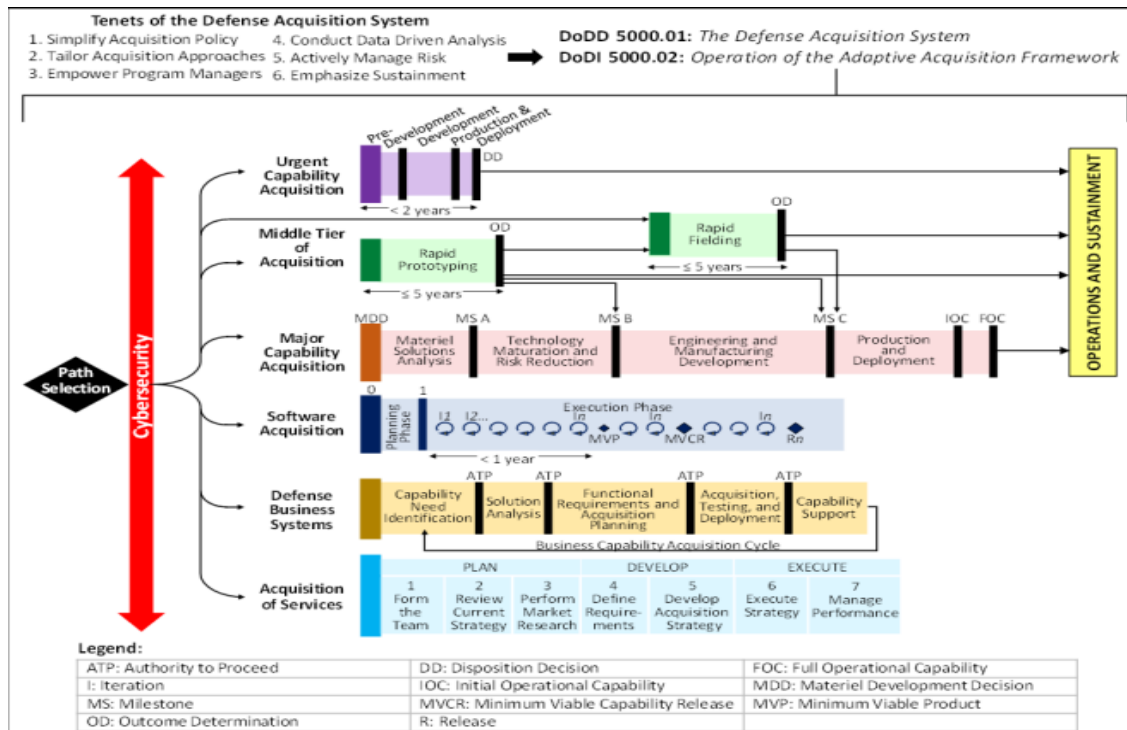 Tenets of the Defense Acquisition System
1. Simplify Acquisition Policy
2. Tailor Acquisition Approaches
3. Empower Program Managers
4. Conduct Data Driven Analysis
5. Actively Manage Risk
6. Emphasize Sustainment
DoDD 5000.01: The Defense Acquisition System
DoDI 5000.02: Operation of the Adaptive Acquisition Framework
Path
Selection
Cybersecurity
Pre-
Development
Development
Production &
Deployment
DD
Urgent
Capability
Acquisition
< 2 years
Middle Tier
of
Acquisition
Rapid
Prototyping
OD
≤ 5 years
Rapid
Fielding
OD
≤ 5 years
OPERATIONS AND SUSTAINMENT
Major
Capability
Acquisition
MDD
Materiel
Solutions
Analysis
MS A
Technology
Maturation and
Risk Reduction
MS B
Engineering and
Manufacturing
Development
MS C
Production
and
Deployment
IOC
FOC
Software
Acquisition
0
Planning
Phase
1
Execution Phase
I1
I2...
In
In
In
MVP
MVCR
Rn
< 1 year
Defense
Business
Systems
Capability
Need
Identification
ATP
Solution
Analysis
ATP
Functional
Requirements and
Acquisition
Planning
ATP
Acquisition,
Testing, and
Deployment
ATP
Capability
Support
Business Capability Acquisition Cycle
Acquisition
of Services
PLAN
DEVELOP
EXECUTE
1
Form
the
Team
2
Review
Current
Strategy
3
Perform
Market
Research
4
Define
Require-
ments
5
Develop
Acquisition
Strategy
6
Execute
Strategy
7
Manage
Performance
Legend:
ATP: Authority to Proceed
DD: Disposition Decision
FOC: Full Operational Capability
I: Iteration
IOC: Initial Operational Capability
MDD: Materiel Development Decision
MS: Milestone
MVCR: Minimum Viable Capability Release
MVP: Minimum Viable Product
OD: Outcome Determination
R: Release